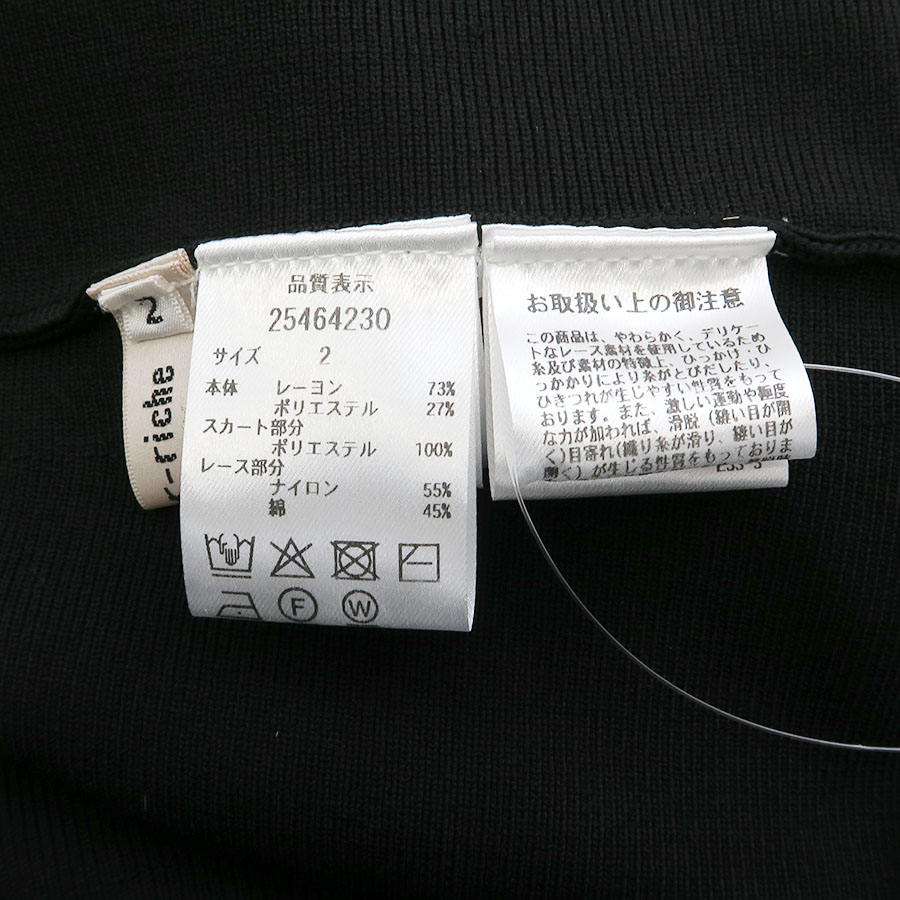 2
-riche
品質表示
25464230
サイズ 2
本体 レーヨン 73%
ポリエステル 27%
スカート部分
ポリエステル 100%
レース部分
ナイロン 55%
綿 45%
F W
お取扱い上の御注意
この商品は、やわらかく、デリケー
トなレース素材を使用しているため
糸及び素材の特徴上、ひっかけ・ひ
っかかりにより糸がとびだしたり、
ひきつれが生しやすい性質をもって
おります。また、激しい運動や極度
な力が加われば、滑脱(縫い目が開
く)目寄れ(織り糸が滑り、縫い目が
開く)が生じる性質をもっておりま